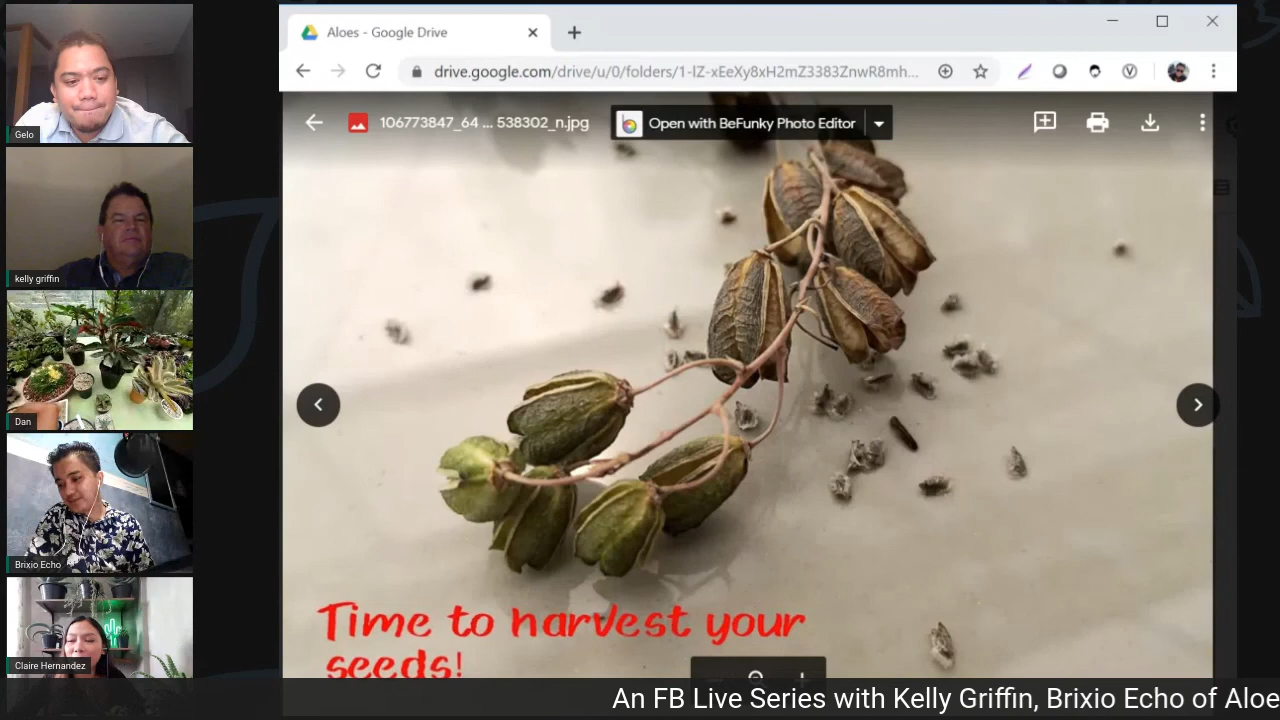 Gelo
kelly griffin
Dan
Brixio Echo
Claire Hernandez
Aloes - Google Drive
drive.google.com/drive/u/0/folders/1-lZ-xEeXy8xH2mZ3383ZnwR8mh...
106773847_64 ... 538302_n.jpg
Open with BeFunky Photo Editor
Time to harvest your
seeds!
An FB Live Series with Kelly Griffin, Brixio Echo of Aloe